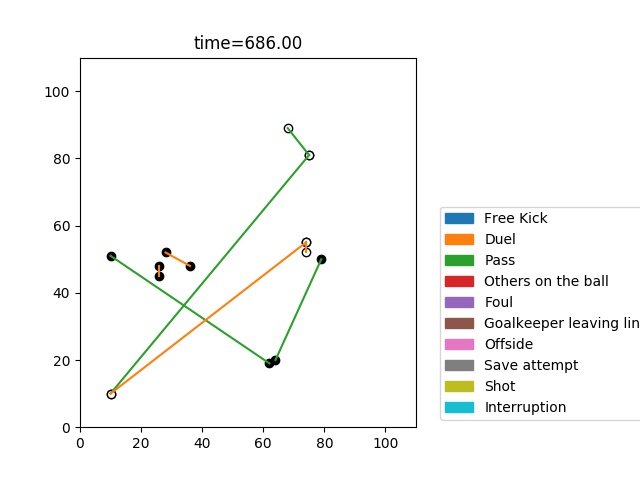 time=686.00
100
80
60
40
20
0
0 20 40 60 80 100
Free Kick
Duel
Pass
Others on the ball
Foul
Goalkeeper leaving lin
Offside
Save attempt
Shot
Interruption